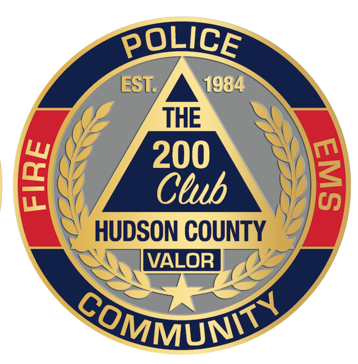 POLICE
EST. 1984
THE
200
Club
HUDSON COUNTY
VALOR
FIRE
EMS
COMMUNITY